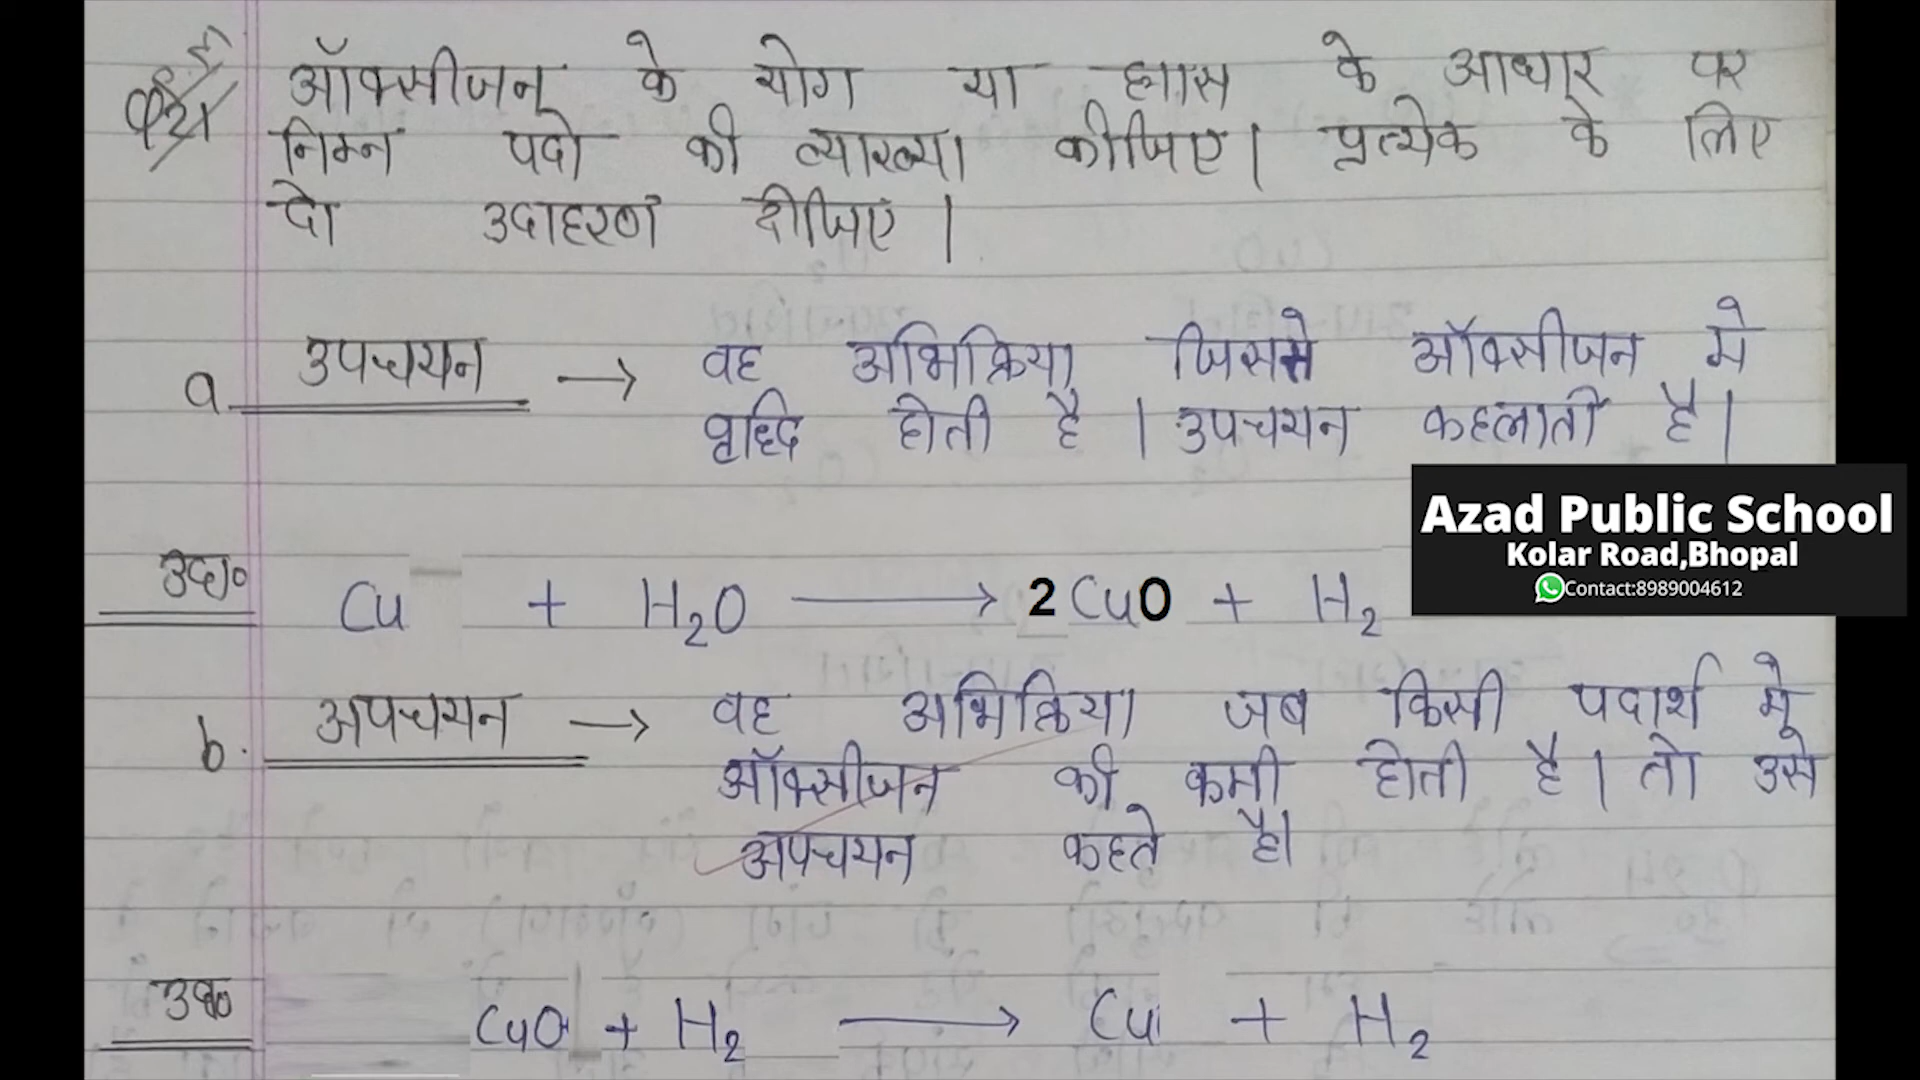 ऑक्सीजन के योग या ह्रास के आधार पर
निम्न पदो की व्याख्या कीजिए। प्रत्येक के लिए
दो उदाहरण दीजिए।
a उपचयन → वह अभिक्रिया जिसमे ऑक्सीजन मे
वृद्धि होती है। उपचयन कहलाती है।
Azad Public School
Kolar Road,Bhopal
Contact:8989004612
उदा० Cu + H₂O → 2CuO + H₂
b. अपचयन → वह अभिक्रिया जब किसी पदार्थ मे
ऑक्सीजन की कमी होती है। तो उसे
अपचयन कहते है।
उदा० CuO + H₂ → Cu + H₂